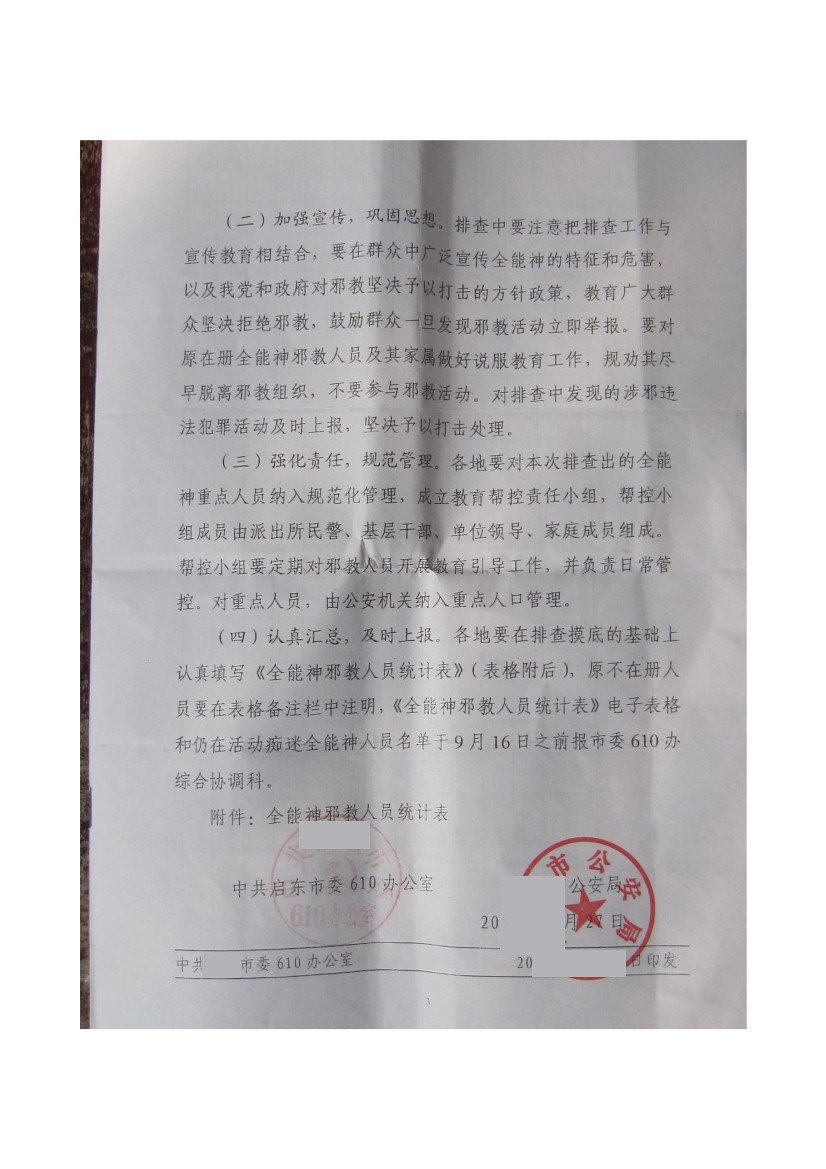 （二）加强宣传，巩固思想。排查中要注意把排查工作与
宣传教育相结合，要在群众中广泛宣传全能神的特征和危害，
以及我党和政府对邪教坚决予以打击的方针政策，教育广大群
众坚决拒绝邪教，鼓励群众一旦发现邪教活动立即举报。要对
原在册全能神邪教人员及其家属做好说服教育工作，规劝其尽
早脱离邪教组织，不要参与邪教活动。对排查中发现的涉邪违
法犯罪活动及时上报，坚决予以打击处理。
（三）强化责任，规范管理。各地要对本次排查出的全能
神重点人员纳入规范化管理，成立教育帮控责任小组，帮控小
组成员由派出所民警、基层干部、单位领导、家庭成员组成。
帮控小组要定期对邪教人员开展教育引导工作，并负责日常管
控。对重点人员，由公安机关纳入重点人口管理。
（四）认真汇总，及时上报。各地要在排查摸底的基础上
认真填写《全能神邪教人员统计表》（表格附后），原不在册人
员要在表格备注栏中注明，《全能神邪教人员统计表》电子表格
和仍在活动痴迷全能神人员名单于9月16日之前报市委610办
综合协调科。
附件：全能神邪教人员统计表
中共启东市委610办公室 公安局
610办公室
市公安局
20 月27日
中共 市委610办公室 20 日印发
3